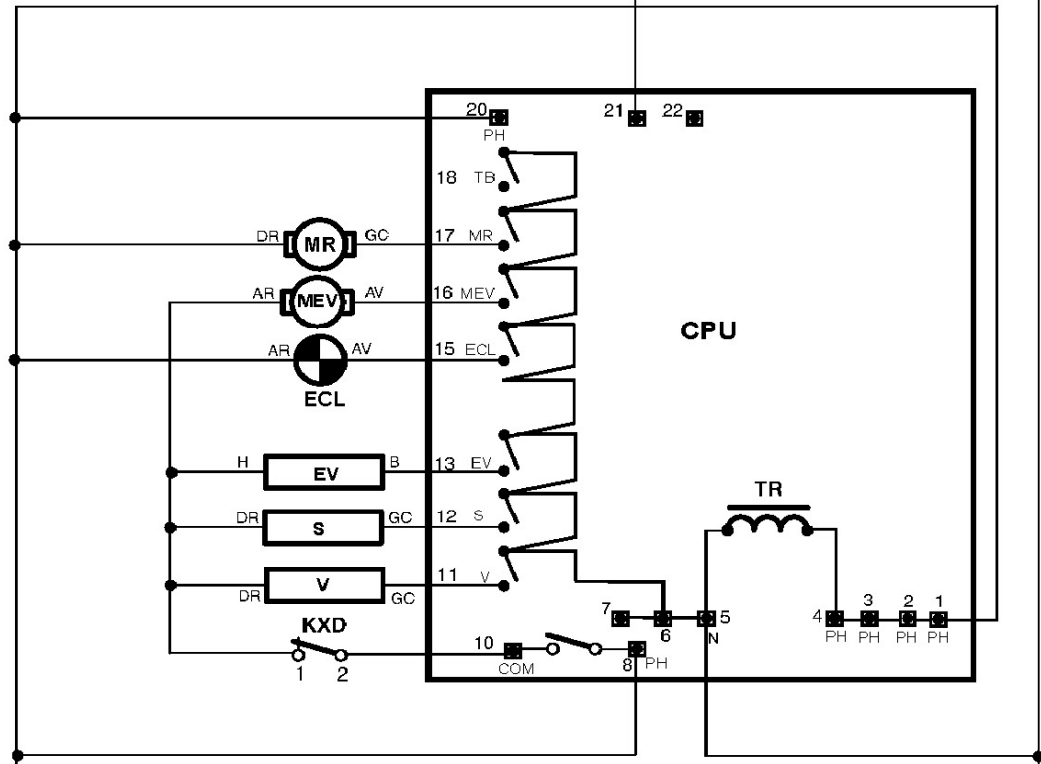 20 21 22
PH
18 TB
DR MR GC 17 MR
AR MEV AV 16 MEV
CPU
AR AV 15 ECL
ECL
H EV B 13 EV
TR
DR S GC 12 S
V 11 V
DR GC
7 6 5 4 3 2 1
N PH PH PH PH
KXD
10 8 PH
1 2 COM